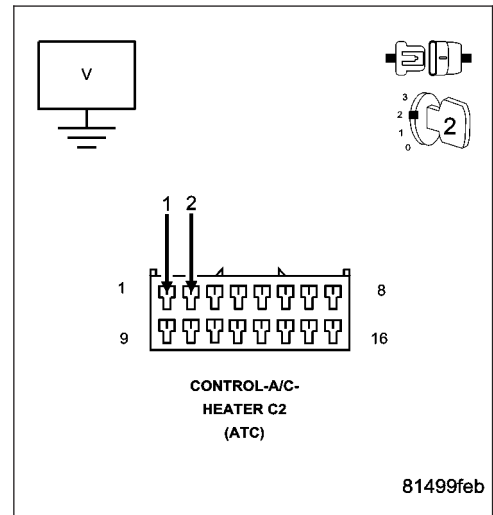 V
3
2
1
0
2
1 2
1 8
9 16
CONTROL-A/C-
HEATER C2
(ATC)
81499feb